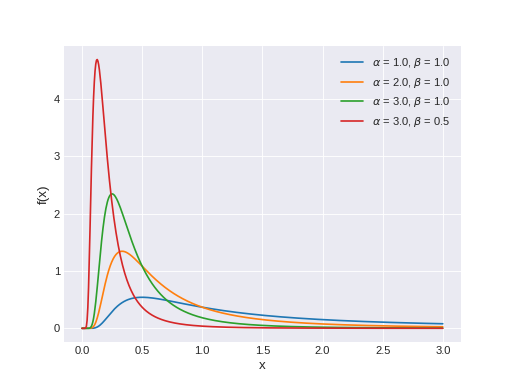 α = 1.0, β = 1.0
α = 2.0, β = 1.0
α = 3.0, β = 1.0
α = 3.0, β = 0.5
4
3
2
1
0
f(x)
0.0 0.5 1.0 1.5 2.0 2.5 3.0
x